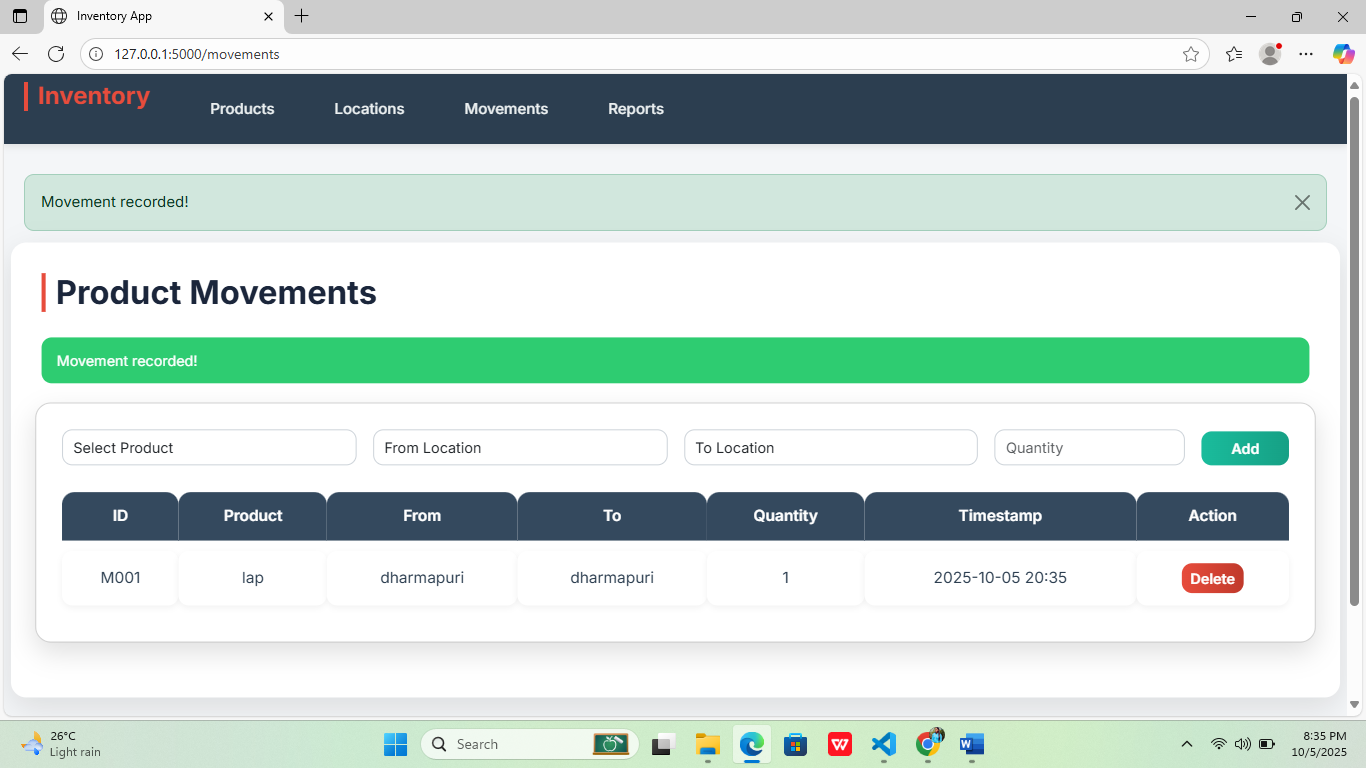 Inventory App
127.0.0.1:5000/movements
Inventory
Products Locations Movements Reports
Movement recorded!
Product Movements
Movement recorded!
Select Product From Location To Location Quantity Add
ID Product From To Quantity Timestamp Action
M001 lap dharmapuri dharmapuri 1 2025-10-05 20:35 Delete
26°C
Light rain
Search
8:35 PM
10/5/2025